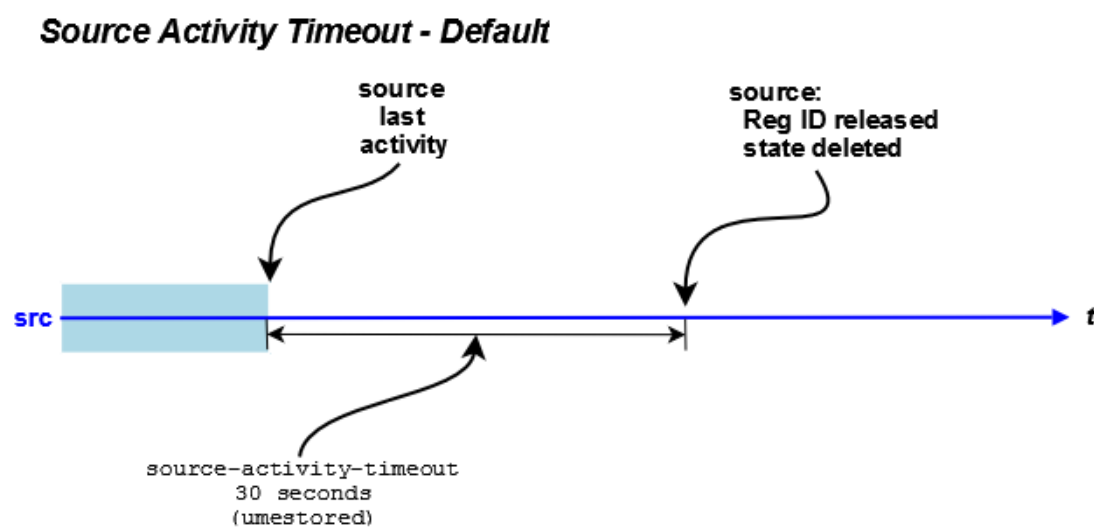 Source Activity Timeout - Default
source
last
activity
source:
Reg ID released
state deleted
src
t
source-activity-timeout
30 seconds
(umestored)